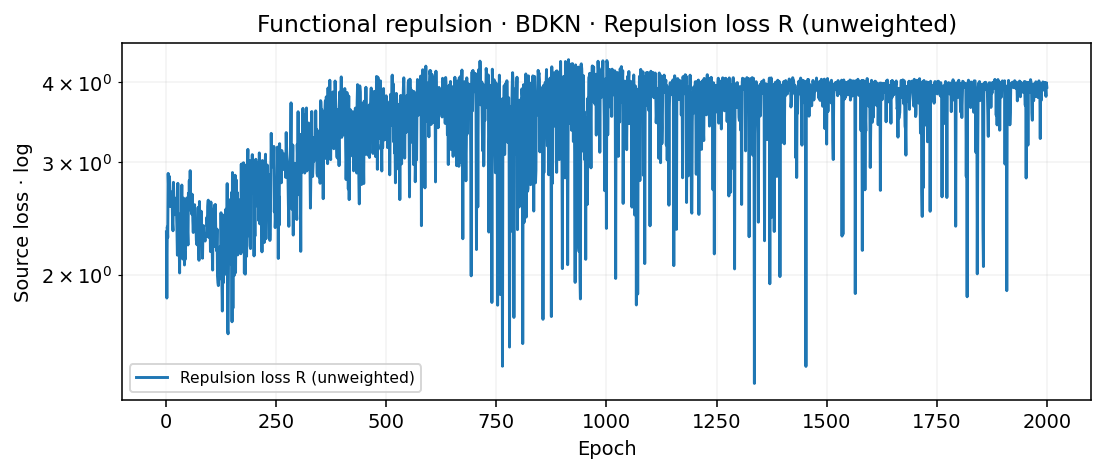 Functional repulsion · BDKN · Repulsion loss R (unweighted)
Source loss · log
4 × 10⁰
3 × 10⁰
2 × 10⁰
Repulsion loss R (unweighted)
0 250 500 750 1000 1250 1500 1750 2000
Epoch